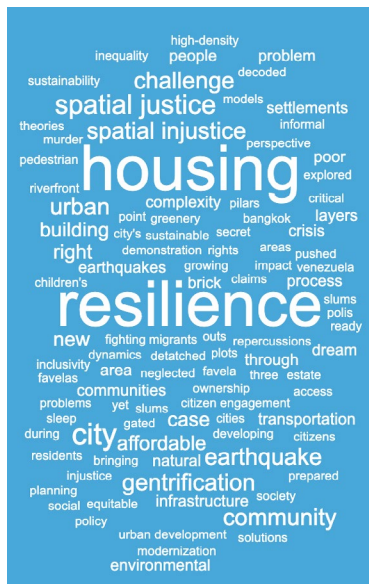 high-density
inequality people problem
sustainability challenge decoded
spatial justice models settlements
theories murder spatial injustice informal
pedestrian housing perspective poor
riverfront explored
urban complexity pillars critical
building point greenery bangkok layers
city's sustainable secret crisis
right demonstration rights areas pushed
earthquakes growing impact venezuela
children's brick claims process
resilience slums
polis
ready
new fighting migrants outs repercussions
dynamics detatched plots through dream
inclusivity area neglected favela three estate
favelas communities ownership access
problems yet slums citizen engagement
sleep gated case cities transportation
during city affordable developing citizens
residents bringing natural earthquake
injustice gentrification prepared
planning infrastructure society
social equitable community
policy
urban development solutions
modernization
environmental